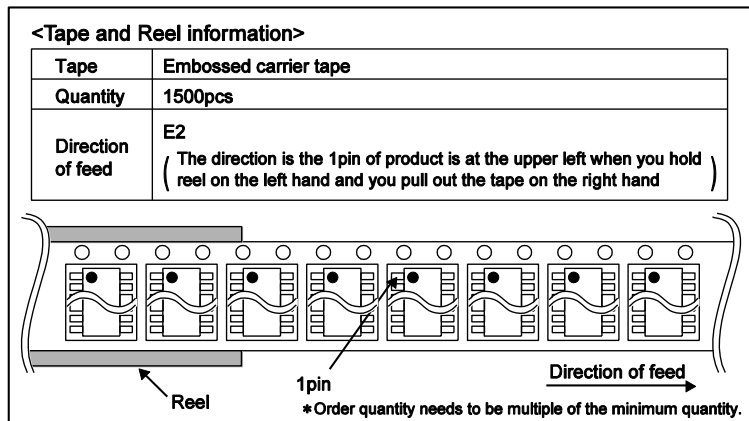 <Tape and Reel information>
Tape Embossed carrier tape
Quantity 1500pcs
Direction of feed E2
( The direction is the 1pin of product is at the upper left when you hold
reel on the left hand and you pull out the tape on the right hand )
1pin
Reel
Direction of feed
*Order quantity needs to be multiple of the minimum quantity.